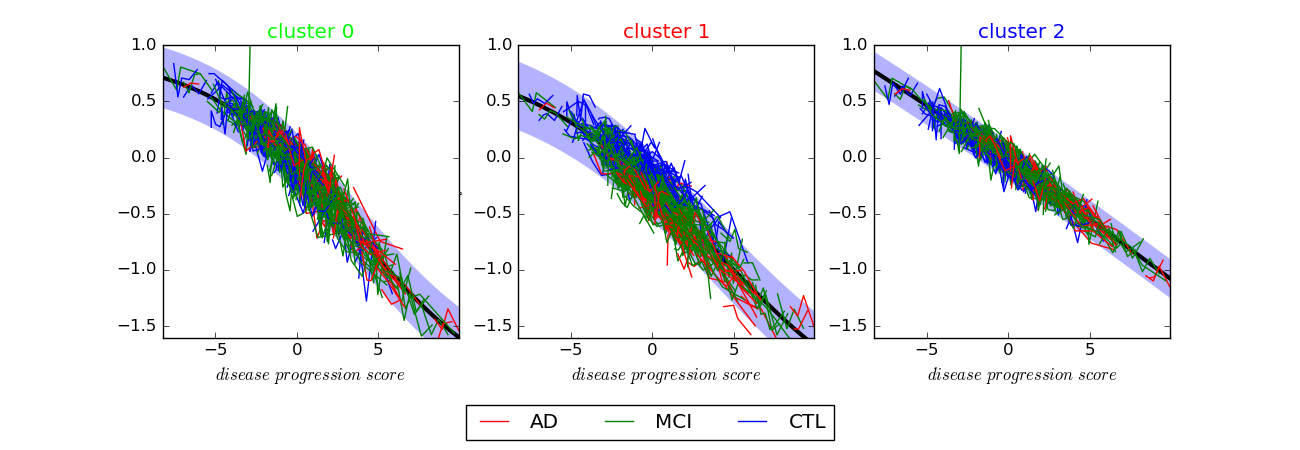 cluster 0 cluster 1 cluster 2
1.0 1.0 1.0
0.5 0.5 0.5
0.0 0.0 0.0
−0.5 −0.5 −0.5
−1.0 −1.0 −1.0
−1.5 −1.5 −1.5
−5 0 5 −5 0 5 −5 0 5
disease progression score disease progression score disease progression score
AD MCI CTL